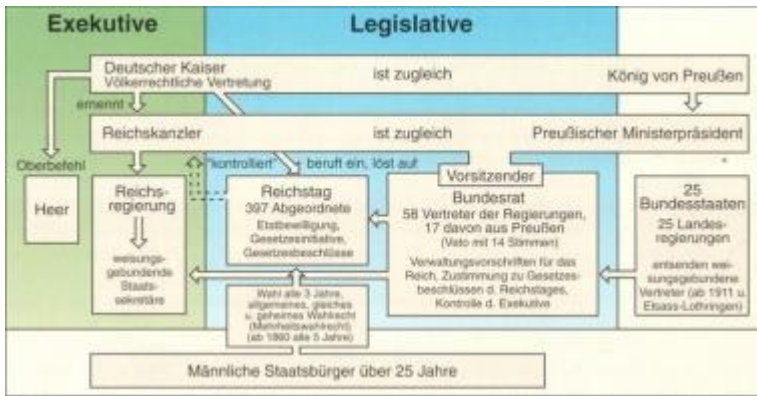 Exekutive
Legislative
Deutscher Kaiser
Völkerrechtliche Vertretung
ist zugleich
König von Preußen
ernennt
Reichskanzler
ist zugleich
Preußischer Ministerpräsident
Oberbefehl
"kontrolliert"
beruft ein, löst auf
Vorsitzender
Heer
Reichs-
regierung
weisungs-
gebundende
Staats-
sekretäre
Reichstag
397 Abgeordnete
Etatbewilligung,
Gesetzesinitiative,
Gesetzesbeschlüsse
Bundesrat
58 Vertreter der Regierungen,
17 davon aus Preußen
(Veto mit 14 Stimmen)
Verwaltungsvorschriften für das
Reich, Zustimmung zu Gesetzes-
beschlüssen d. Reichstages,
Kontrolle d. Exekutive
25
Bundesstaaten
25 Landes-
regierungen
entsenden wei-
sungsgebundene
Vertreter (ab 1911 u.
Elsass-Lothringen)
Wahl alle 3 Jahre,
allgemeines, gleiches
u. geheimes Wahlrecht
(Mehrheitswahlrecht)
(ab 1860 alle 5 Jahre)
Männliche Staatsbürger über 25 Jahre